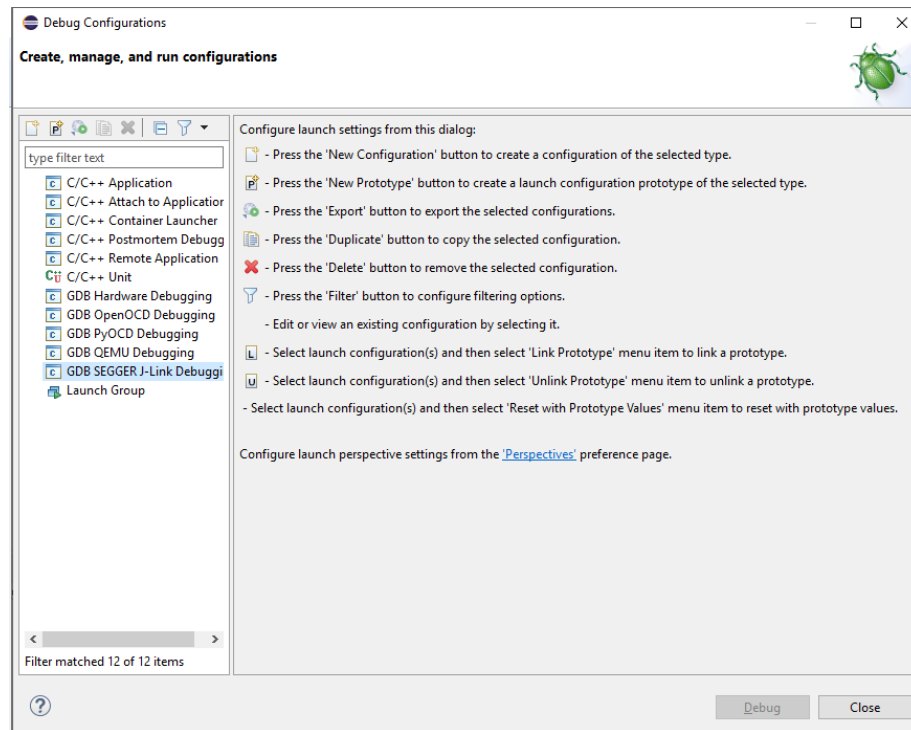 Debug Configurations
Create, manage, and run configurations
type filter text
C/C++ Application
C/C++ Attach to Application
C/C++ Container Launcher
C/C++ Postmortem Debugg
C/C++ Remote Application
C/C++ Unit
GDB Hardware Debugging
GDB OpenOCD Debugging
GDB PyOCD Debugging
GDB QEMU Debugging
GDB SEGGER J-Link Debuggi
Launch Group
Filter matched 12 of 12 items
Configure launch settings from this dialog:
- Press the 'New Configuration' button to create a configuration of the selected type.
- Press the 'New Prototype' button to create a launch configuration prototype of the selected type.
- Press the 'Export' button to export the selected configurations.
- Press the 'Duplicate' button to copy the selected configuration.
- Press the 'Delete' button to remove the selected configuration.
- Press the 'Filter' button to configure filtering options.
- Edit or view an existing configuration by selecting it.
L - Select launch configuration(s) and then select 'Link Prototype' menu item to link a prototype.
U - Select launch configuration(s) and then select 'Unlink Prototype' menu item to unlink a prototype.
- Select launch configuration(s) and then select 'Reset with Prototype Values' menu item to reset with prototype values.
Configure launch perspective settings from the 'Perspectives' preference page.
Debug
Close